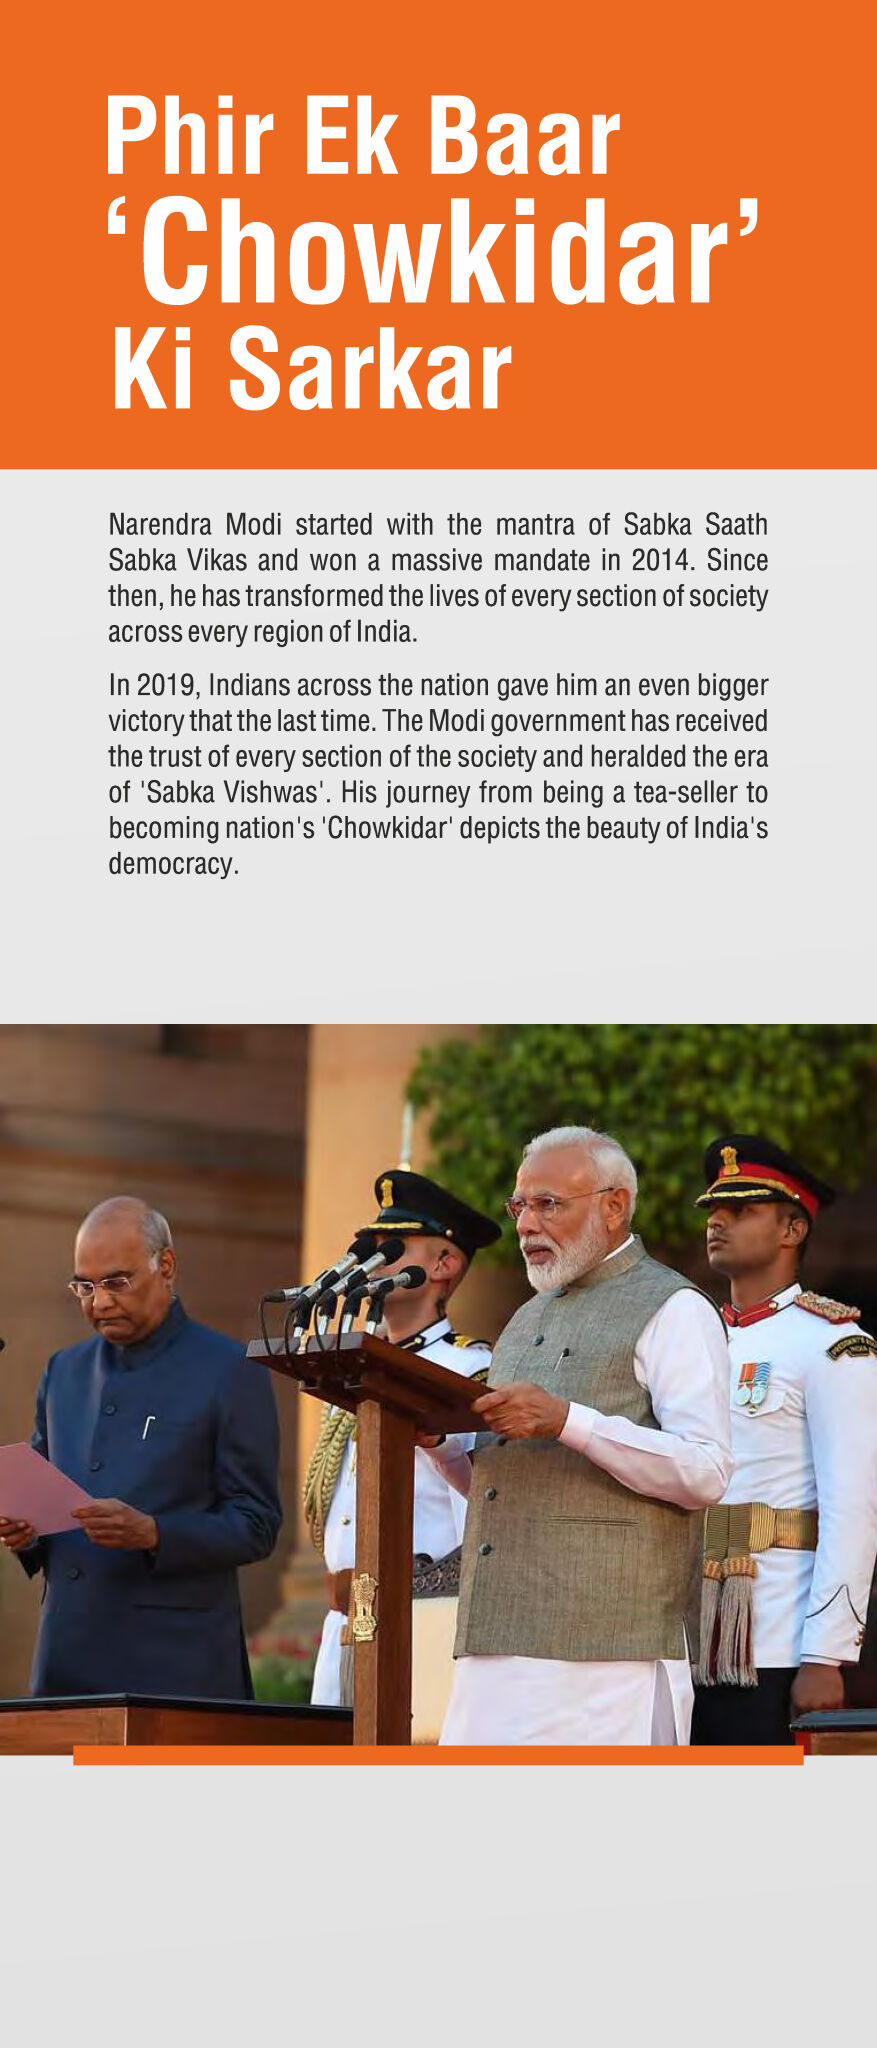 Phir Ek Baar
‘Chowkidar’
Ki Sarkar
Narendra Modi started with the mantra of Sabka Saath
Sabka Vikas and won a massive mandate in 2014. Since
then, he has transformed the lives of every section of society
across every region of India.
In 2019, Indians across the nation gave him an even bigger
victory that the last time. The Modi government has received
the trust of every section of the society and heralded the era
of 'Sabka Vishwas'. His journey from being a tea-seller to
becoming nation's 'Chowkidar' depicts the beauty of India's
democracy.